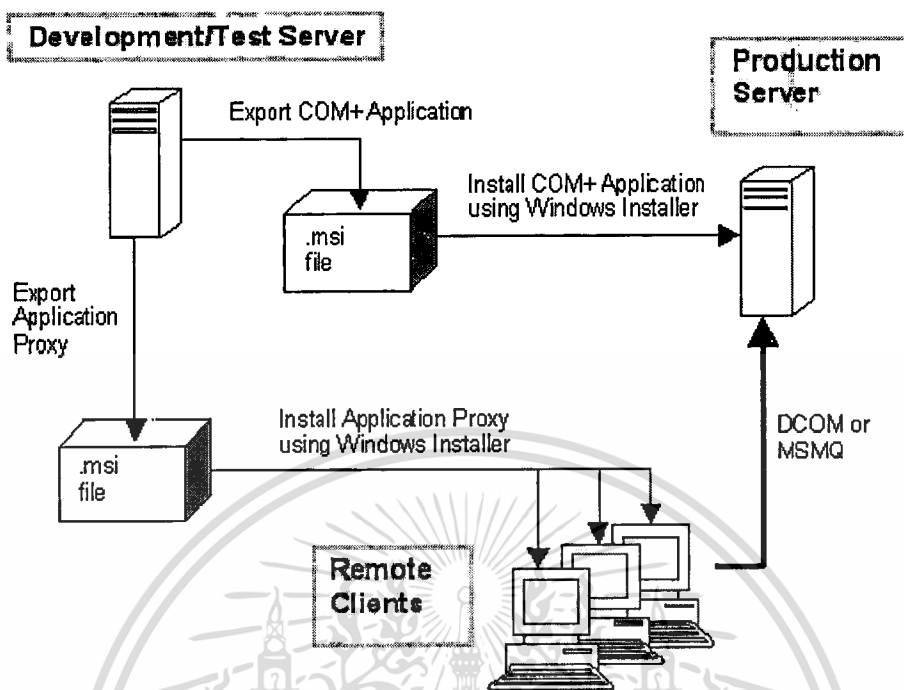 Development/Test Server
Production
Server
Export COM+ Application
Install COM+ Application
using Windows Installer
.msi
file
Export
Application
Proxy
Install Application Proxy
using Windows Installer
DCOM or
MSMQ
.msi
file
Remote
Clients